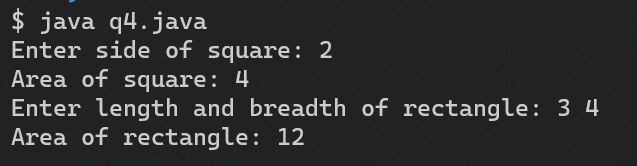 $ java q4.java
Enter side of square: 2
Area of square: 4
Enter length and breadth of rectangle: 3 4
Area of rectangle: 12